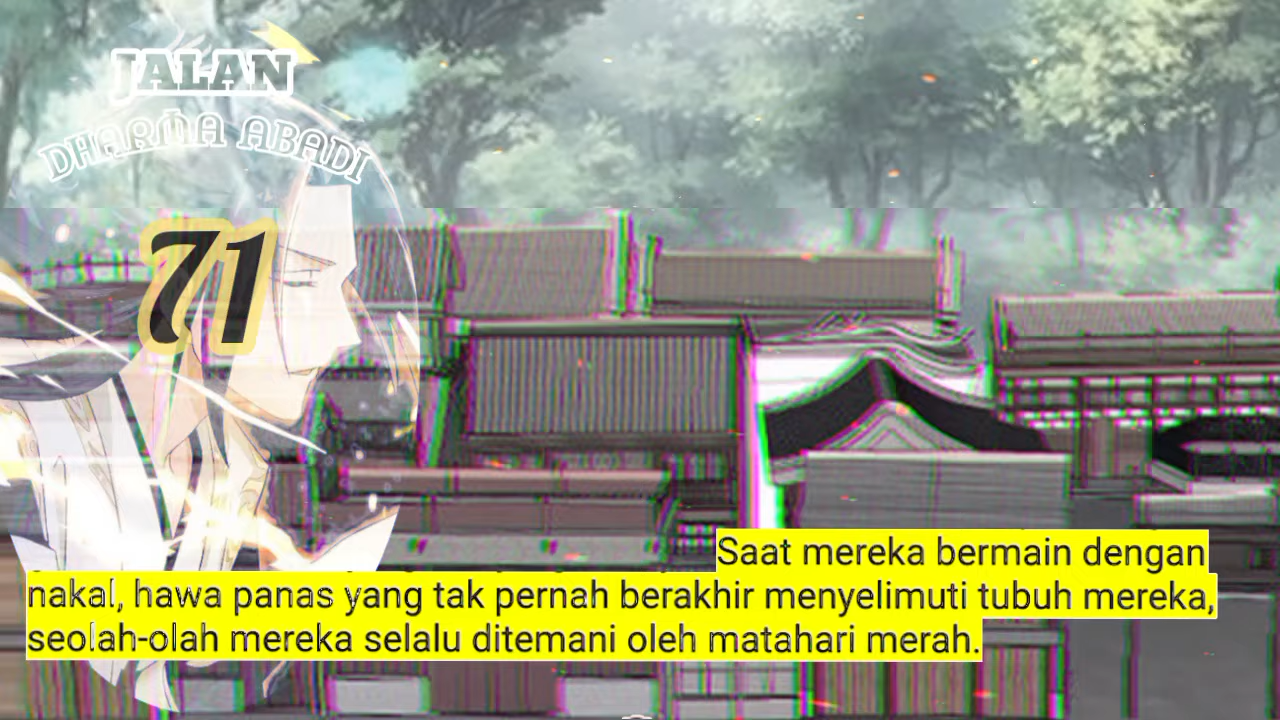 JALAN
DHARMA ABADI
71
Saat mereka bermain dengan
nakal, hawa panas yang tak pernah berakhir menyelimuti tubuh mereka,
seolah-olah mereka selalu ditemani oleh matahari merah.